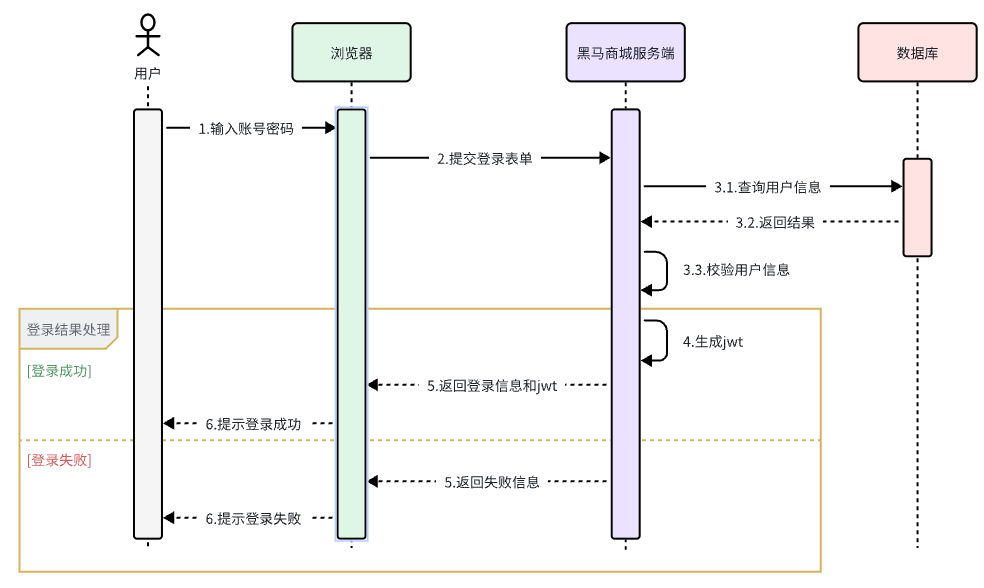 用户
浏览器
黑马商城服务端
数据库
1.输入账号密码
2.提交登录表单
3.1.查询用户信息
3.2.返回结果
3.3.校验用户信息
登录结果处理
4.生成jwt
[登录成功]
5.返回登录信息和jwt
6.提示登录成功
[登录失败]
5.返回失败信息
6.提示登录失败